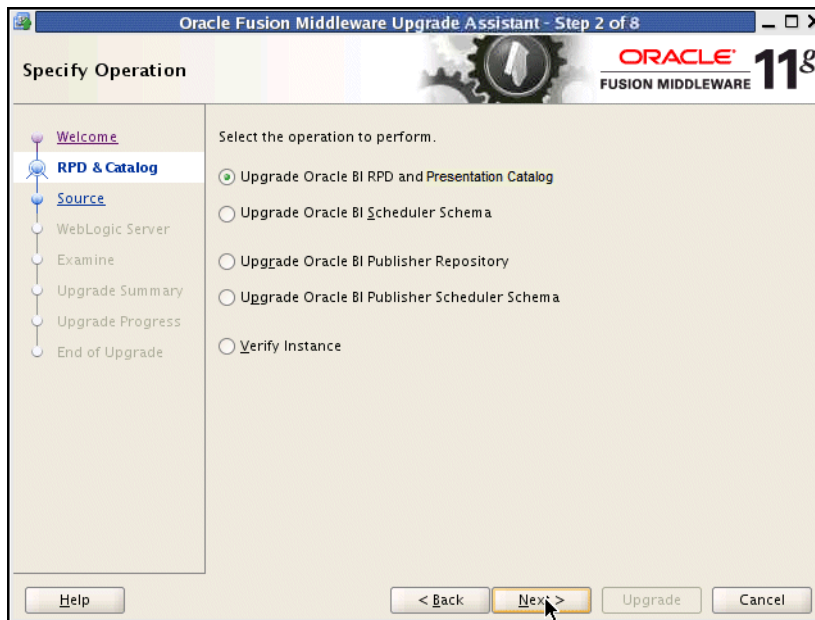 Oracle Fusion Middleware Upgrade Assistant - Step 2 of 8
Specify Operation
ORACLE®
FUSION MIDDLEWARE
11g
Welcome
RPD & Catalog
Source
WebLogic Server
Examine
Upgrade Summary
Upgrade Progress
End of Upgrade
Select the operation to perform.
Upgrade Oracle BI RPD and Presentation Catalog
Upgrade Oracle BI Scheduler Schema
Upgrade Oracle BI Publisher Repository
Upgrade Oracle BI Publisher Scheduler Schema
Verify Instance
Help
< Back
Next >
Upgrade
Cancel